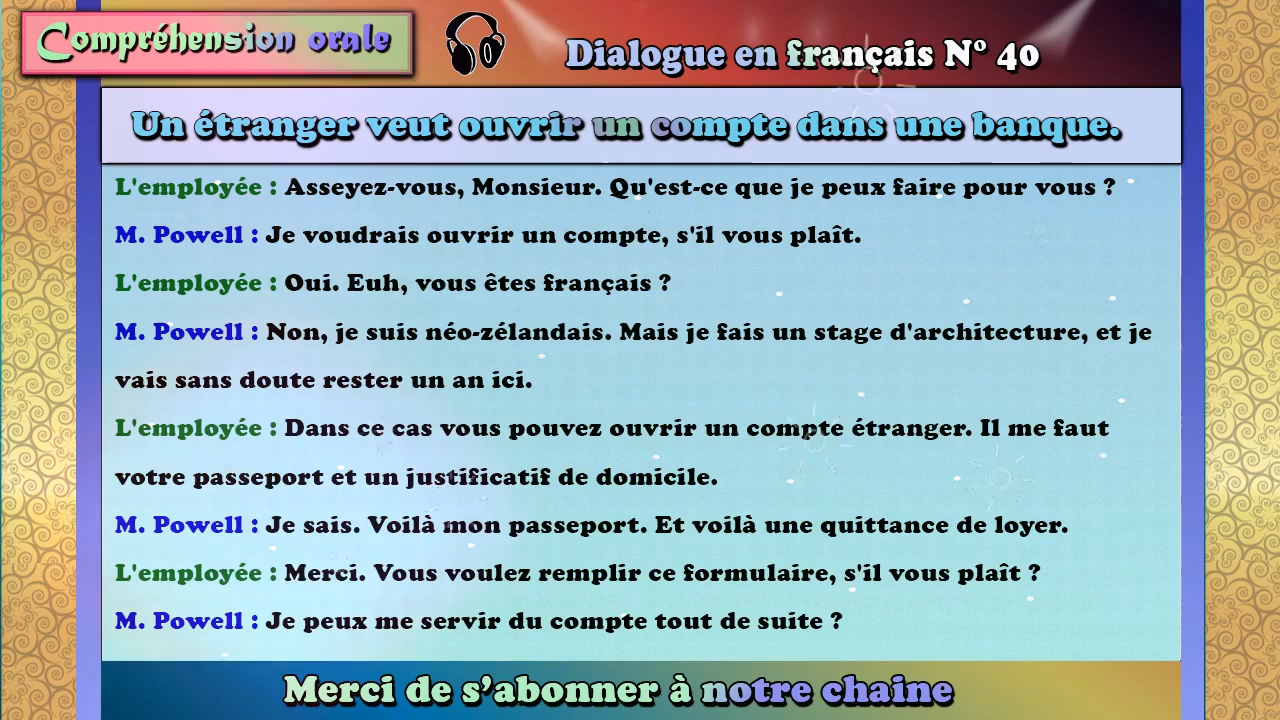 Compréhension orale
Dialogue en français N° 40
Un étranger veut ouvrir un compte dans une banque.
L'employée : Asseyez-vous, Monsieur. Qu'est-ce que je peux faire pour vous ?
M. Powell : Je voudrais ouvrir un compte, s'il vous plaît.
L'employée : Oui. Euh, vous êtes français ?
M. Powell : Non, je suis néo-zélandais. Mais je fais un stage d'architecture, et je
vais sans doute rester un an ici.
L'employée : Dans ce cas vous pouvez ouvrir un compte étranger. Il me faut
votre passeport et un justificatif de domicile.
M. Powell : Je sais. Voilà mon passeport. Et voilà une quittance de loyer.
L'employée : Merci. Vous voulez remplir ce formulaire, s'il vous plaît ?
M. Powell : Je peux me servir du compte tout de suite ?
Merci de s’abonner à notre chaine